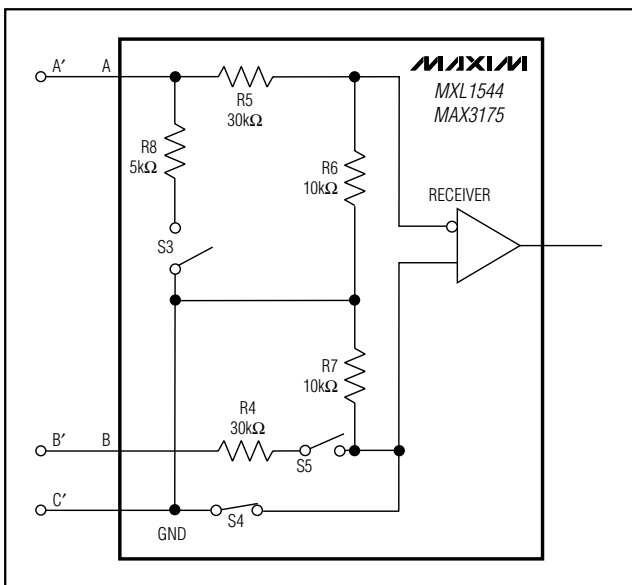 A′ A
MAXIM
MXL1544
MAX3175
R5
30kΩ
R8
5kΩ
R6
10kΩ
RECEIVER
S3
R7
10kΩ
R4
30kΩ
B′ B
S5
C′
S4
GND